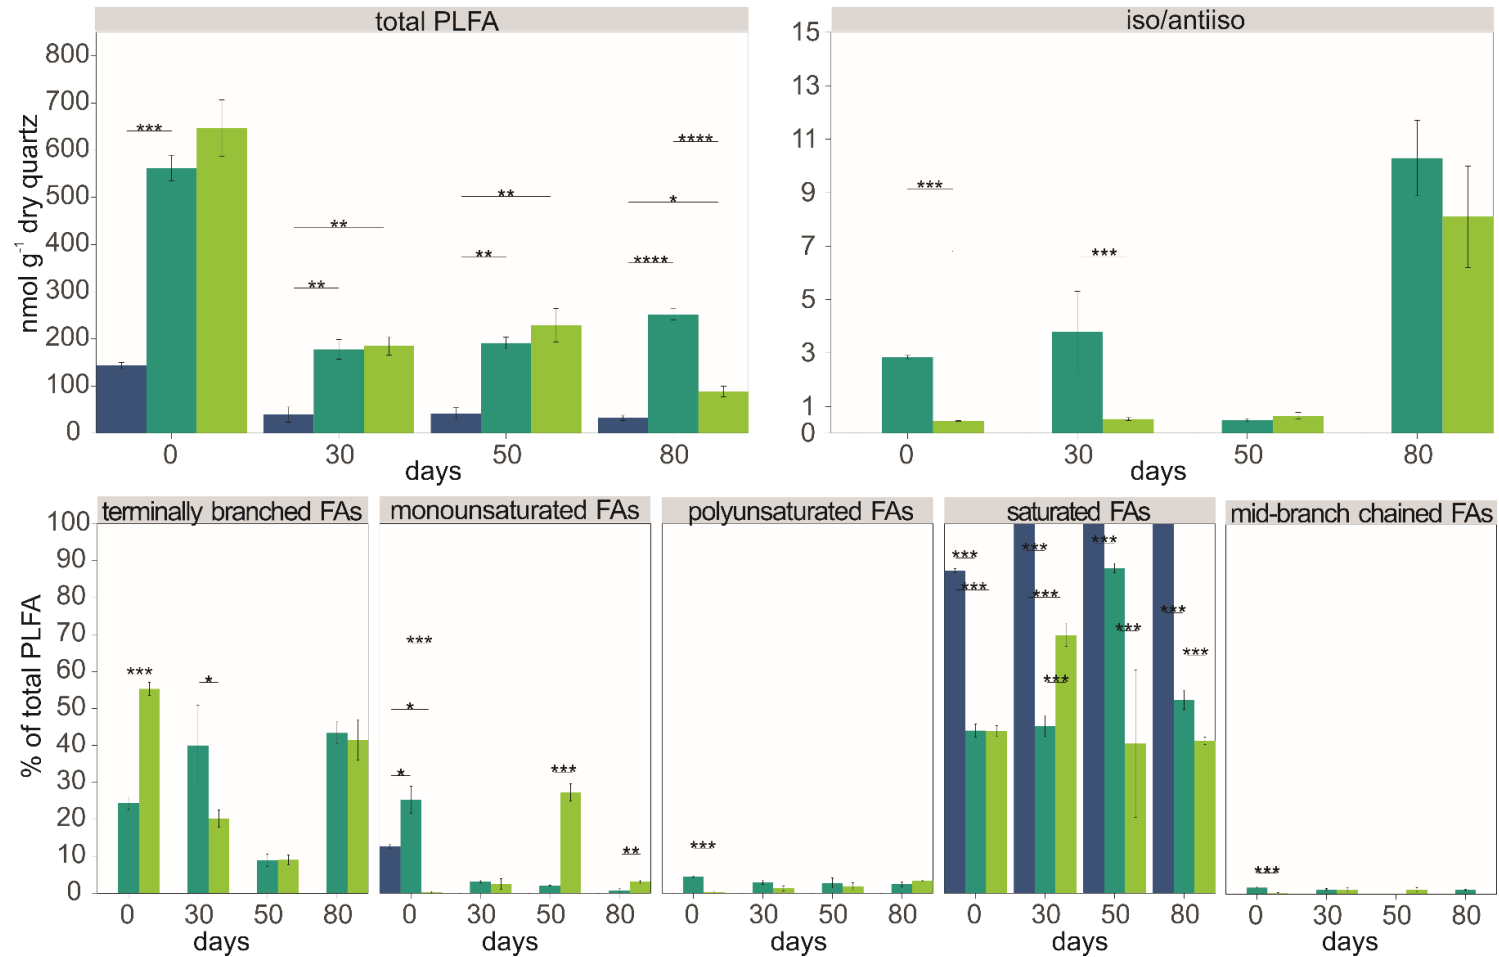 total PLFA
iso/antiiso
nmol g⁻¹ dry quartz
800
700
600
500
400
300
200
100
0
***
**
**
**
**
****
*
****
0 30 50 80
days
15
13
11
9
7
5
3
1
0
***
***
0 30 50 80
days
terminally branched FAs
monounsaturated FAs
polyunsaturated FAs
saturated FAs
mid-branch chained FAs
% of total PLFA
100
90
80
70
60
50
40
30
20
10
0
***
*
0 30 50 80
days
***
*
*
***
**
0 30 50 80
days
***
0 30 50 80
days
***
***
***
***
***
***
***
***
***
0 30 50 80
days
***
0 30 50 80
days